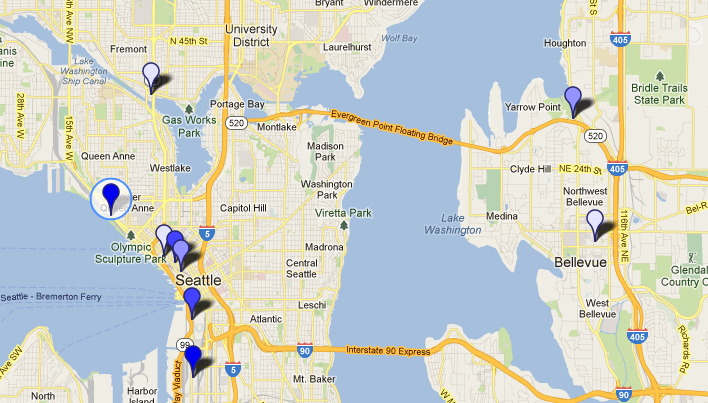 Bryant
Windermere
University
District
Fremont
N 45th St
Laurelhurst
Wolf Bay
Houghton
405
Lake
Washington
Ship Canal
Bridle Trails
State Park
28th Ave W
15th Ave W
Gas Works
Park
Portage Bay
520
Montlake
Evergreen Point Floating Bridge
Yarrow Point
520
Madison
Park
Queen Anne
Westlake
Clyde Hill
NE 24th St
405
Washington
Park
Northwest
Bellevue
Capitol Hill
Viretta Park
Lake
Washington
Medina
116th Ave NE
Anne
5
Olympic
Sculpture Park
Madrona
Central
Seattle
Bellevue
Seattle
Seattle - Bremerton Ferry
Leschi
West
Bellevue
Atlantic
99
90
Interstate 90 Express
405
Richards Rd
5
Mt. Baker
Harbor
Island
North
90